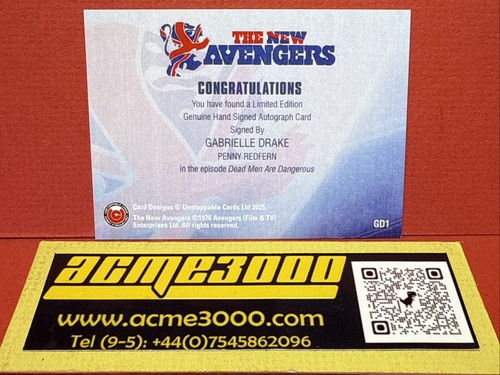 THE NEW
AVENGERS
CONGRATULATIONS
You have found a Limited Edition
Genuine Hand Signed Autograph Card
Signed By
GABRIELLE DRAKE
PENNY REDFERN
in the episode Dead Men Are Dangerous
Card Designs © Unstoppable Cards Ltd 2025.
The New Avengers ©1976 Avengers (Film & TV)
Enterprises Ltd. All rights reserved.
GD1
acme3000
www.acme3000.com
Tel (9-5): +44(0)7545862096